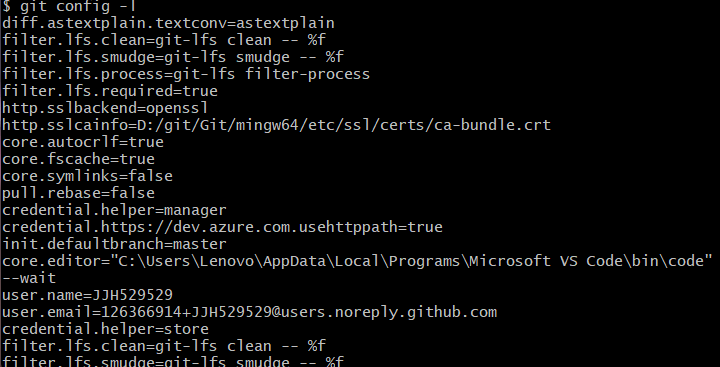 $ git config -l
diff.astextplain.textconv=astextplain
filter.lfs.clean=git-lfs clean -- %f
filter.lfs.smudge=git-lfs smudge -- %f
filter.lfs.process=git-lfs filter-process
filter.lfs.required=true
http.sslbackend=openssl
http.sslcainfo=D:/git/Git/mingw64/etc/ssl/certs/ca-bundle.crt
core.autocrlf=true
core.fscache=true
core.symlinks=false
pull.rebase=false
credential.helper=manager
credential.https://dev.azure.com.usehttppath=true
init.defaultbranch=master
core.editor="C:\Users\Lenovo\AppData\Local\Programs\Microsoft VS Code\bin\code"
--wait
user.name=JJH529529
user.email=126366914+JJH529529@users.noreply.github.com
credential.helper=store
filter.lfs.clean=git-lfs clean -- %f
filter.lfs.smudge=git-lfs smudge -- %f